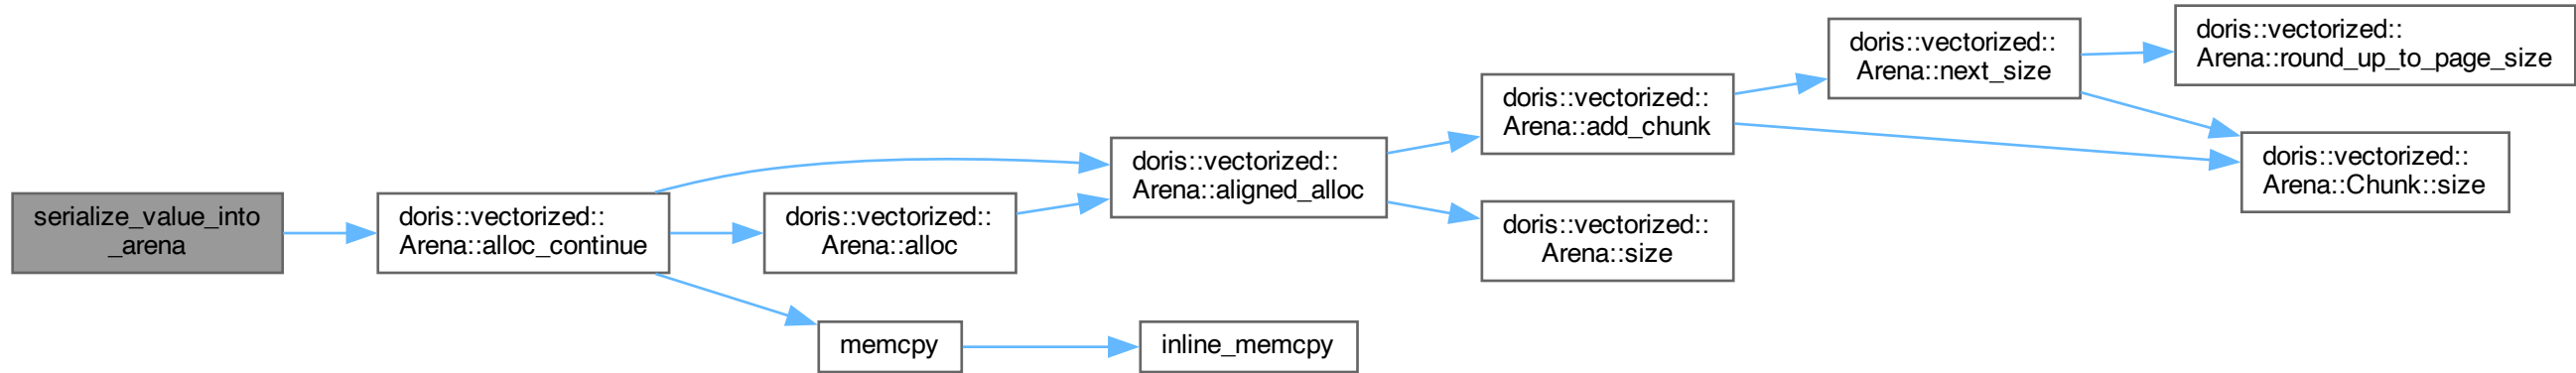 serialize_value_into
_arena
doris::vectorized::
Arena::alloc_continue
doris::vectorized::
Arena::alloc
memcpy
doris::vectorized::
Arena::aligned_alloc
inline_memcpy
doris::vectorized::
Arena::add_chunk
doris::vectorized::
Arena::size
doris::vectorized::
Arena::next_size
doris::vectorized::
Arena::round_up_to_page_size
doris::vectorized::
Arena::Chunk::size